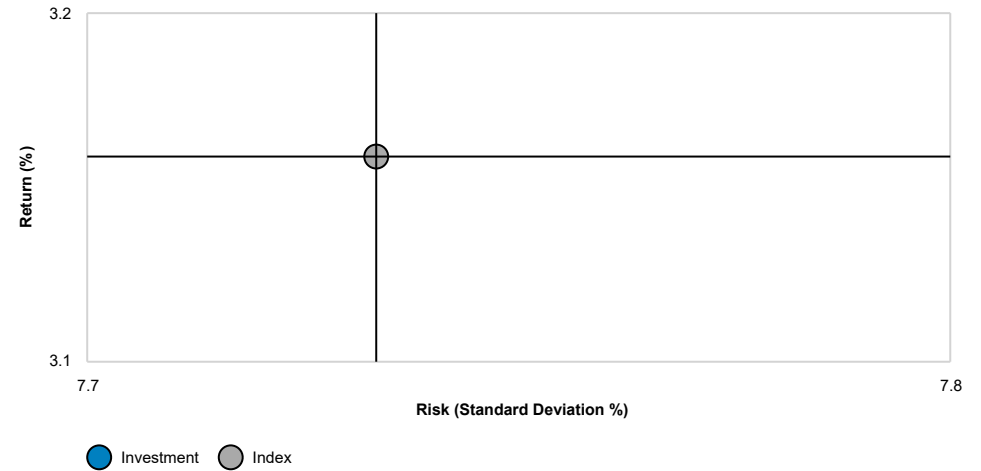 3.2
Return (%)
3.1
7.7
7.8
Risk (Standard Deviation %)
Investment
Index